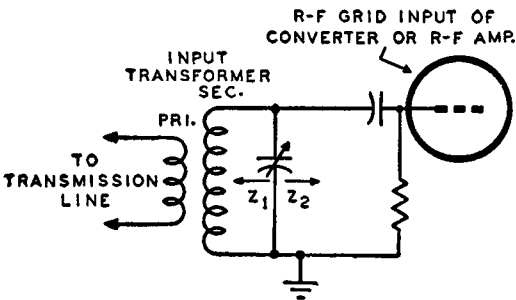 R-F GRID INPUT OF
CONVERTER OR R-F AMP.
INPUT
TRANSFORMER
SEC.
PRI.
TO
TRANSMISSION
LINE
Z1 Z2